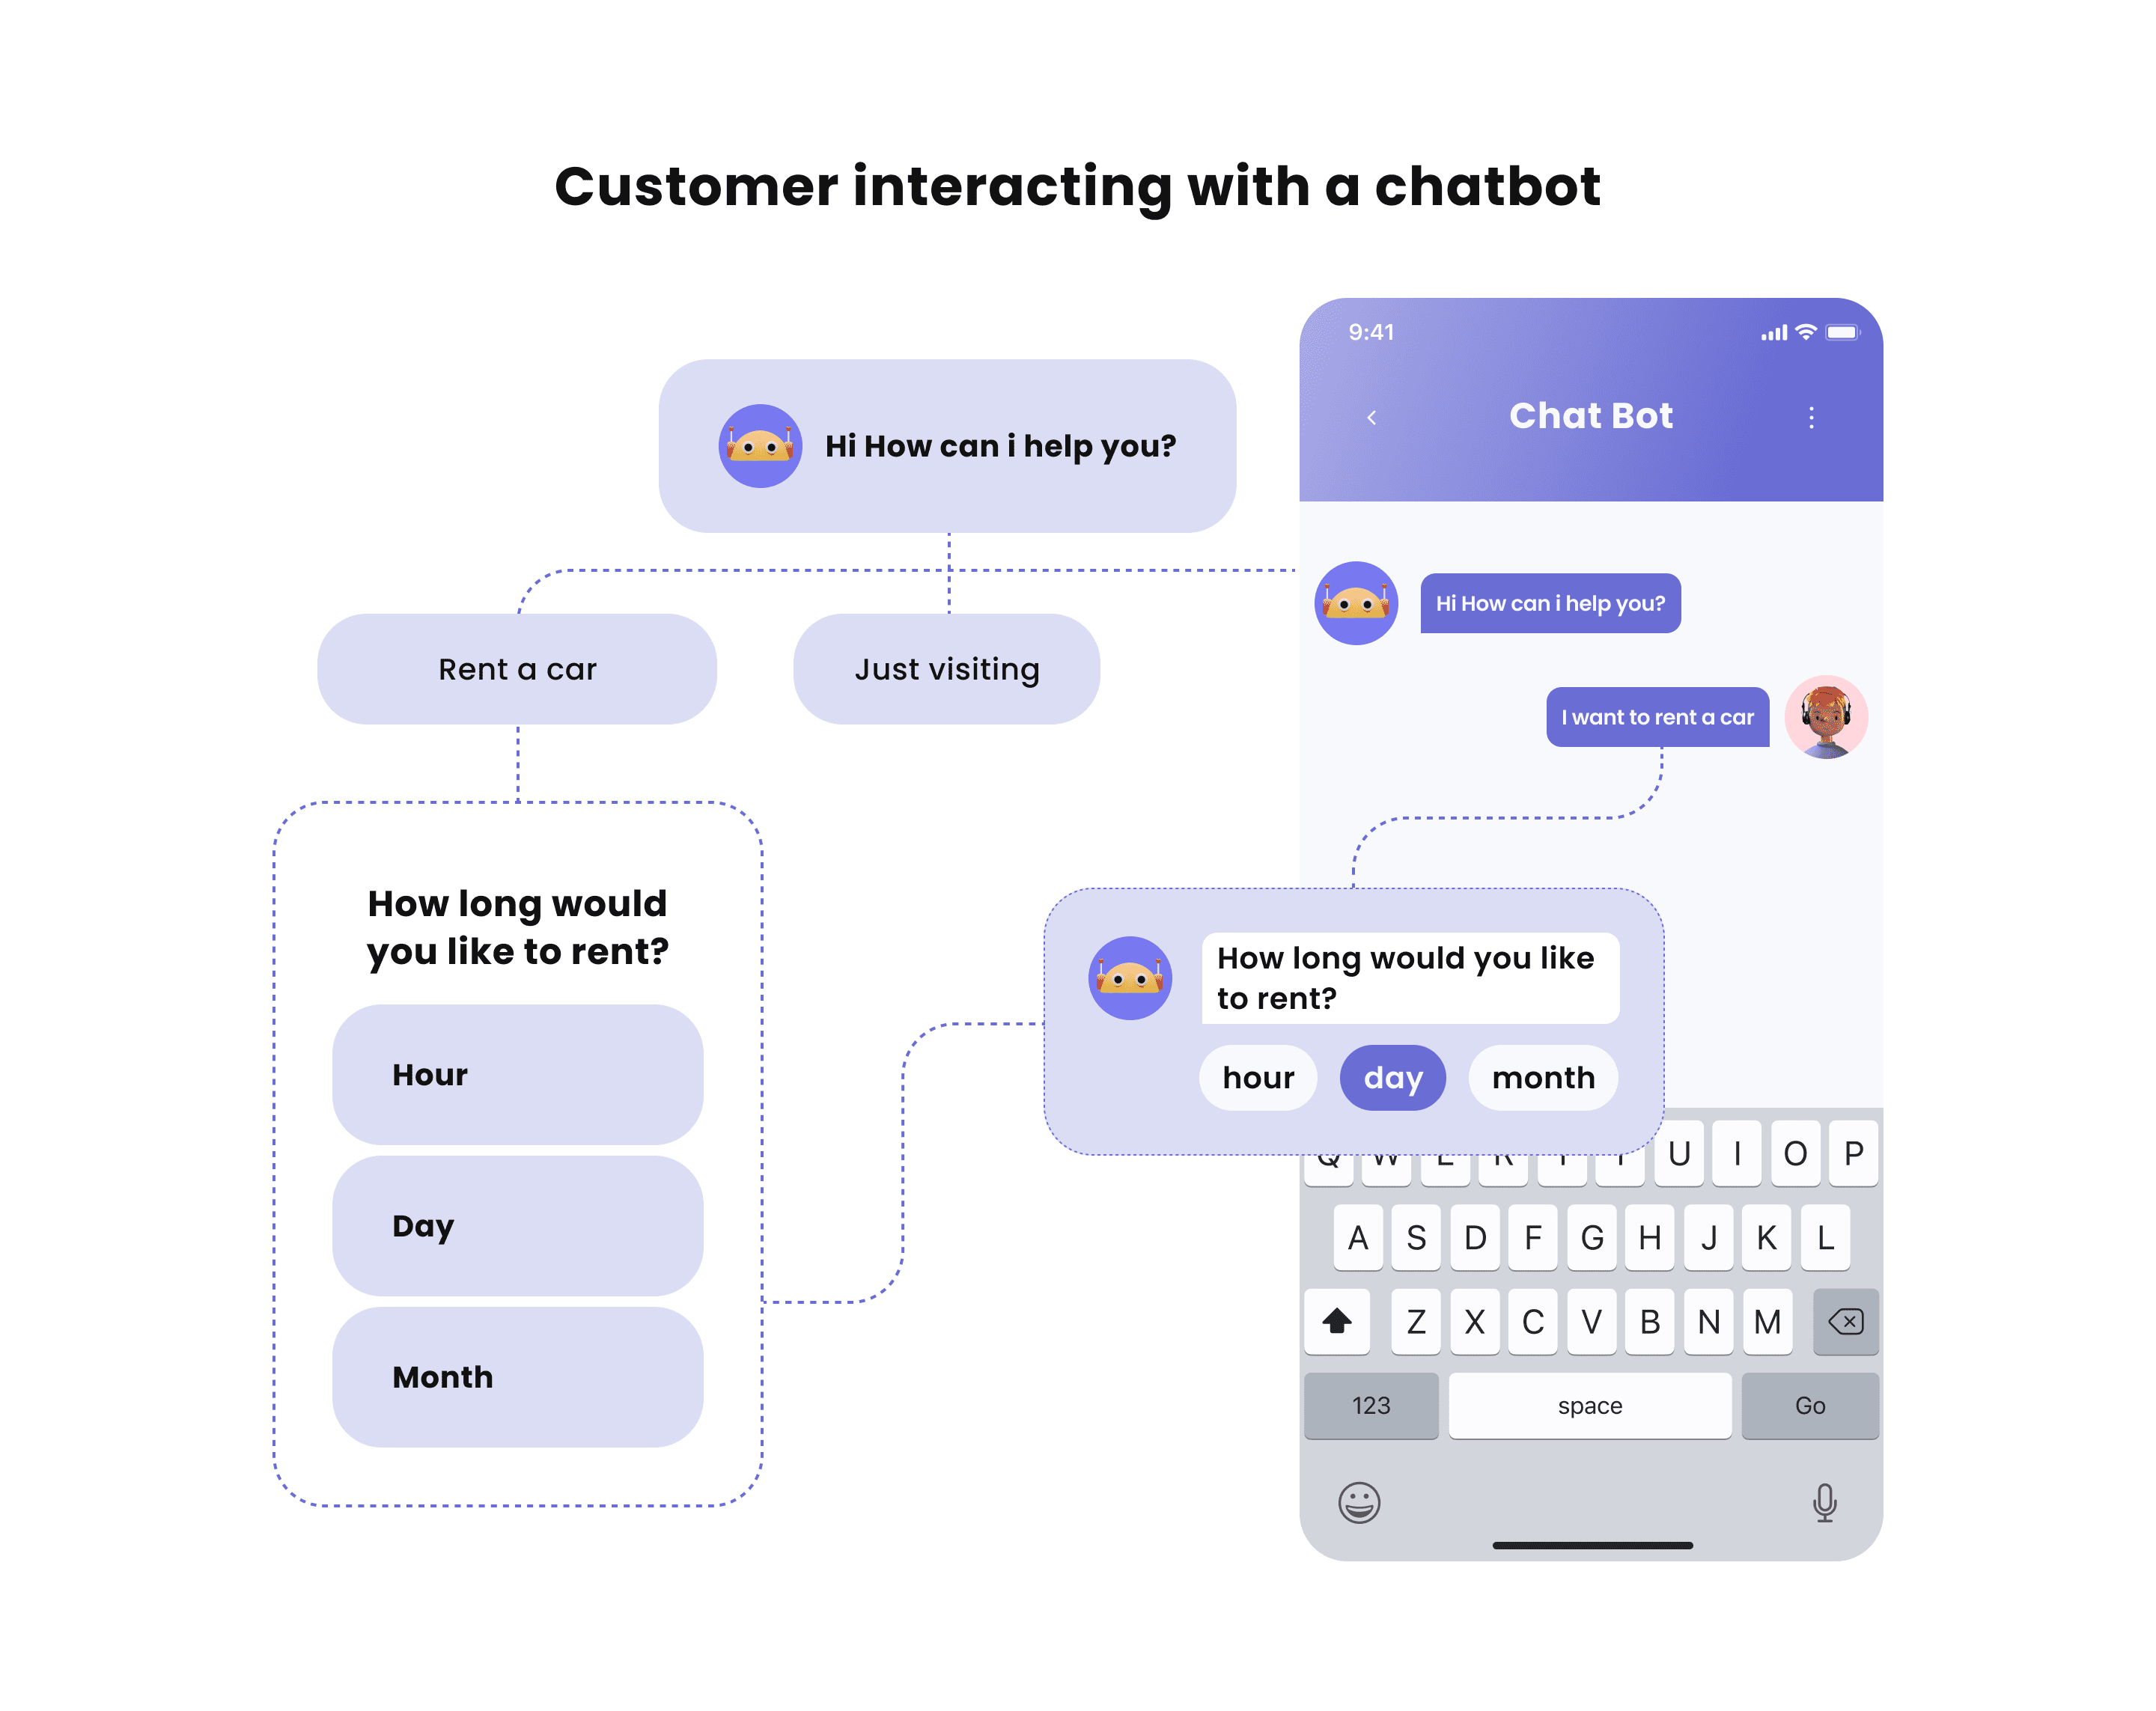 Customer interacting with a chatbot
Hi How can i help you?
Rent a car
Just visiting
How long would
you like to rent?
Hour
Day
Month
9:41
Chat Bot
Hi How can i help you?
I want to rent a car
How long would you like
to rent?
hour day month
U I O P
A S D F G H J K L
Z X C V B N M
123 space Go